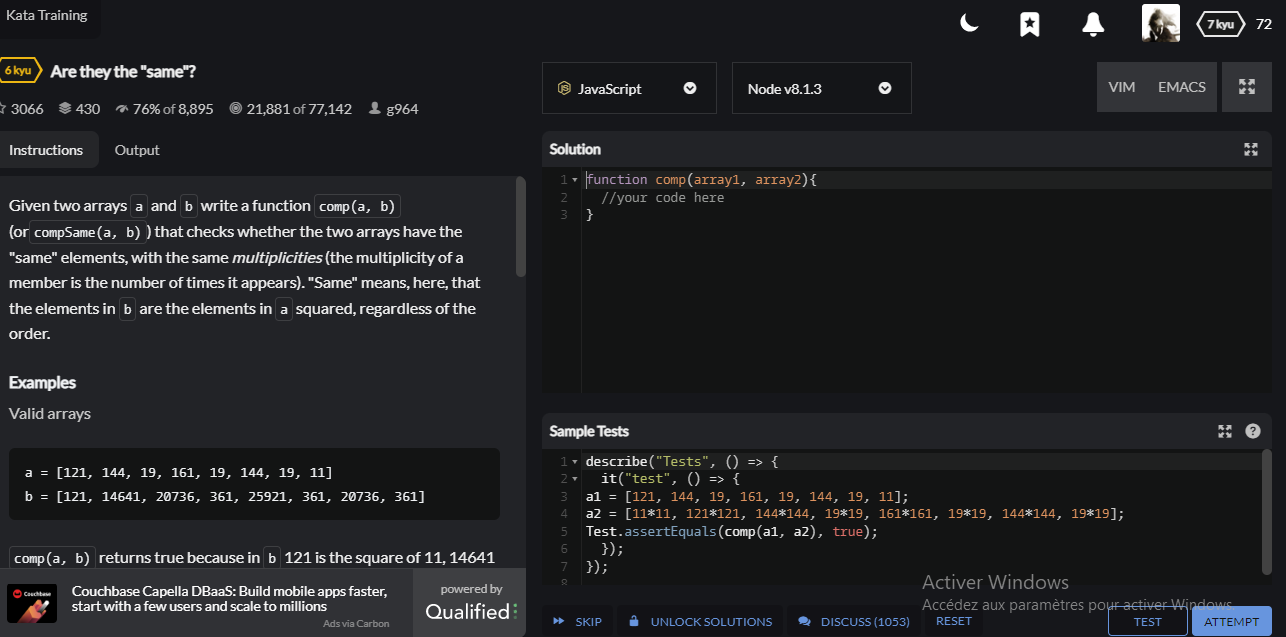 Kata Training
7 kyu 72
6 kyu Are they the "same"?
3066 430 76% of 8,895 21,881 of 77,142 g964
JavaScript Node v8.1.3 VIM EMACS
Instructions Output
Given two arrays a and b write a function comp(a, b)
(or compSame(a, b) ) that checks whether the two arrays have the
"same" elements, with the same multiplicities (the multiplicity of a
member is the number of times it appears). "Same" means, here, that
the elements in b are the elements in a squared, regardless of the
order.
Examples
Valid arrays
a = [121, 144, 19, 161, 19, 144, 19, 11]
b = [121, 14641, 20736, 361, 25921, 361, 20736, 361]
comp(a, b) returns true because in b 121 is the square of 11, 14641
Couchbase
Couchbase Capella DBaaS: Build mobile apps faster,
start with a few users and scale to millions
Ads via Carbon
powered by
Qualified
Solution
1 function comp(array1, array2){
2 //your code here
3 }
Sample Tests
1 describe("Tests", () => {
2 it("test", () => {
3 a1 = [121, 144, 19, 161, 19, 144, 19, 11];
4 a2 = [11*11, 121*121, 144*144, 19*19, 161*161, 19*19, 144*144, 19*19];
5 Test.assertEquals(comp(a1, a2), true);
6 });
7 });
8
Activer Windows
Accédez aux paramètres pour activer Windows.
SKIP UNLOCK SOLUTIONS DISCUSS (1053) RESET TEST ATTEMPT